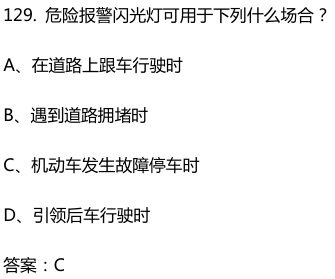 129. 危险报警闪光灯可用于下列什么场合？
A、在道路上跟车行驶时
B、遇到道路拥堵时
C、机动车发生故障停车时
D、引领后车行驶时
答案：C